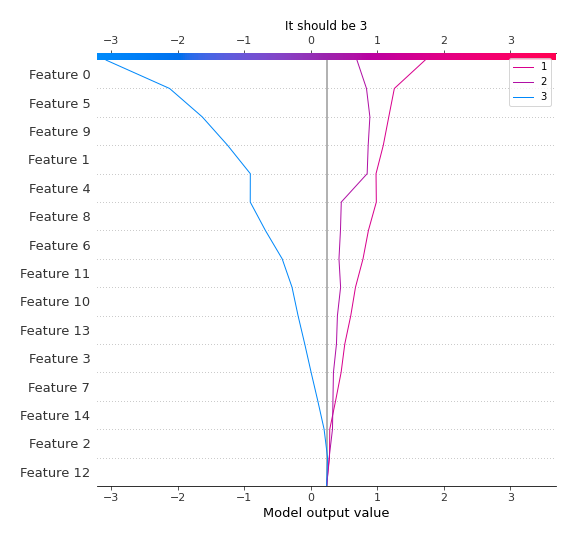 It should be 3
−3 −2 −1 0 1 2 3
1
2
3
Feature 0
Feature 5
Feature 9
Feature 1
Feature 4
Feature 8
Feature 6
Feature 11
Feature 10
Feature 13
Feature 3
Feature 7
Feature 14
Feature 2
Feature 12
−3 −2 −1 0 1 2 3
Model output value